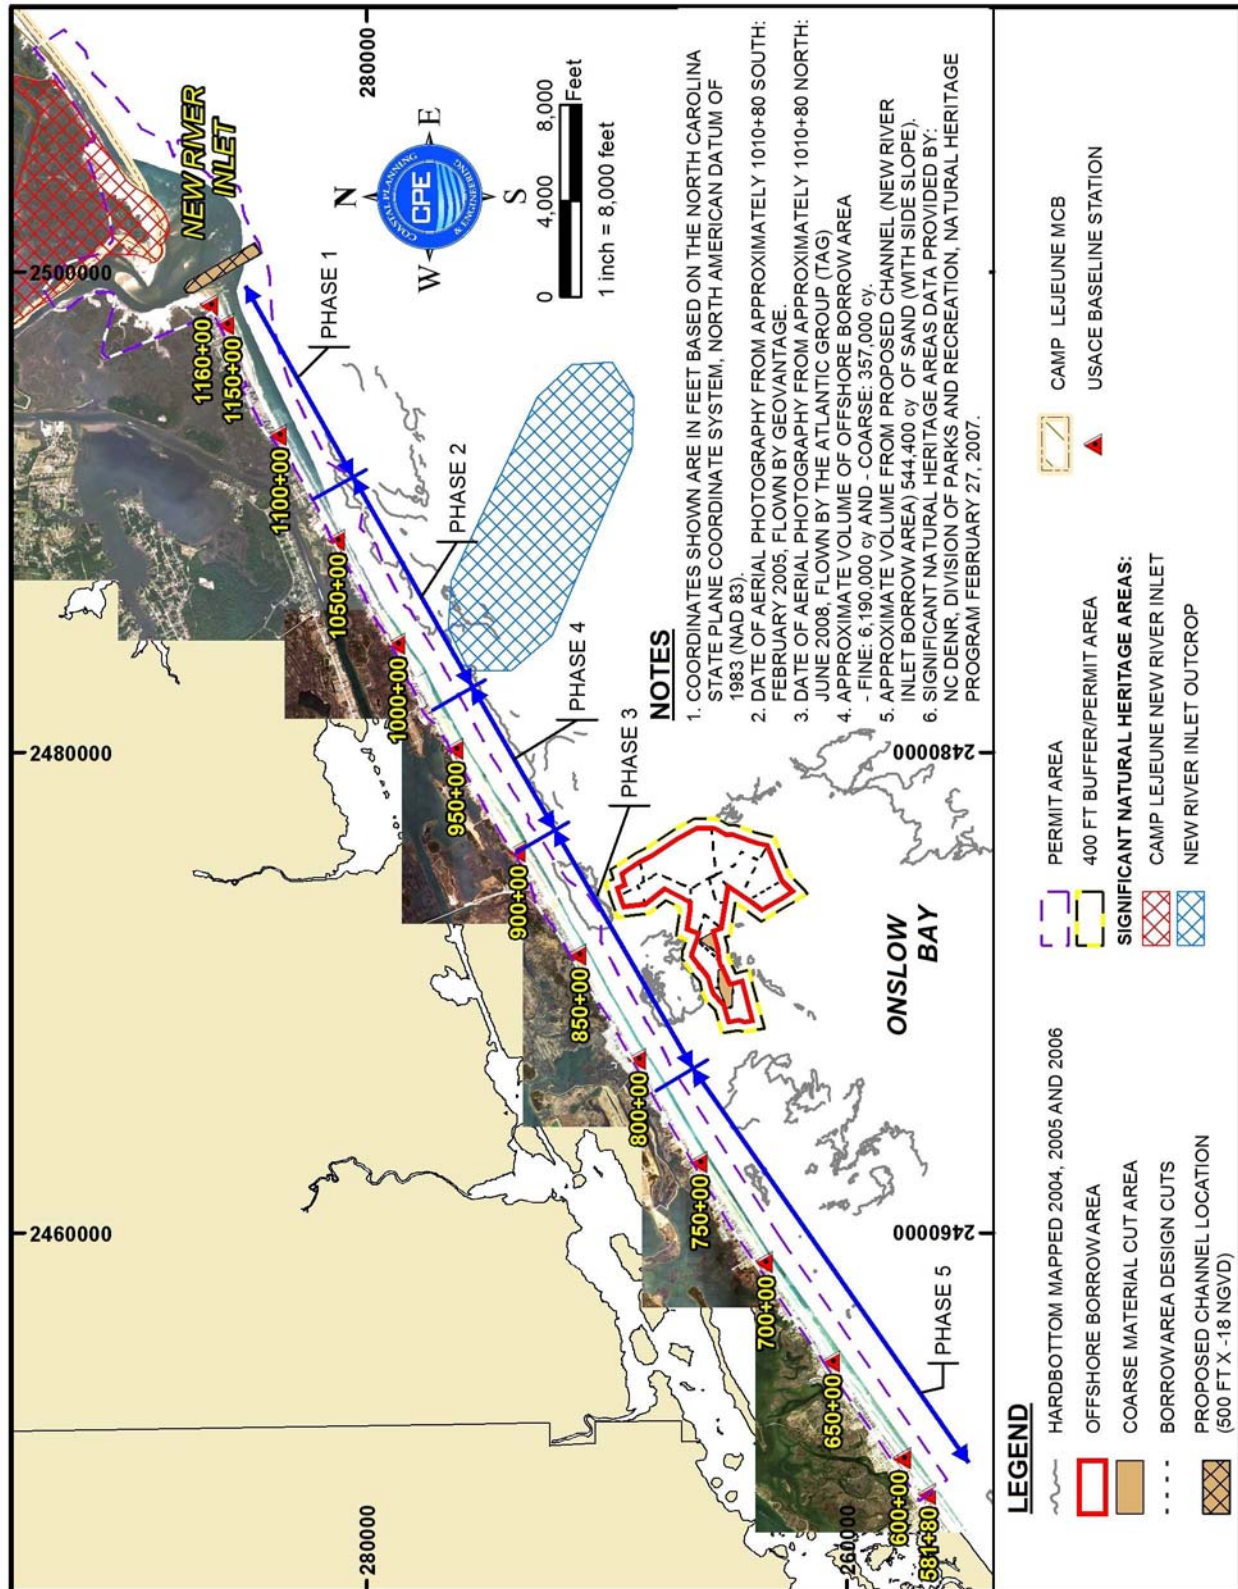 2460000
2480000
2500000
NEW RIVER
INLET
1160+00
1150+00
1100+00
1050+00
1000+00
950+00
900+00
850+00
800+00
750+00
700+00
650+00
600+00
581+80
280000
280000
260000
PHASE 1
PHASE 2
PHASE 4
PHASE 3
PHASE 5
N
W
E
S
COASTAL PLANNING
CPE
& ENGINEERING
0
4,000
8,000
Feet
1 inch = 8,000 feet
ONSLOW
BAY
2460000
2480000
NOTES
1. COORDINATES SHOWN ARE IN FEET BASED ON THE NORTH CAROLINA
STATE PLANE COORDINATE SYSTEM, NORTH AMERICAN DATUM OF
1983 (NAD 83).
2. DATE OF AERIAL PHOTOGRAPHY FROM APPROXIMATELY 1010+80 SOUTH:
FEBRUARY 2005, FLOWN BY GEOVANTAGE.
3. DATE OF AERIAL PHOTOGRAPHY FROM APPROXIMATELY 1010+80 NORTH:
JUNE 2008, FLOWN BY THE ATLANTIC GROUP (TAG)
4. APPROXIMATE VOLUME OF OFFSHORE BORROW AREA
- FINE: 6,190,000 cy AND - COARSE: 357,000 cy.
5. APPROXIMATE VOLUME FROM PROPOSED CHANNEL (NEW RIVER
INLET BORROW AREA) 544,400 cy OF SAND (WITH SIDE SLOPE).
6. SIGNIFICANT NATURAL HERITAGE AREAS DATA PROVIDED BY:
NC DENR, DIVISION OF PARKS AND RECREATION, NATURAL HERITAGE
PROGRAM FEBRUARY 27, 2007.
LEGEND
HARDBOTTOM MAPPED 2004, 2005 AND 2006
OFFSHORE BORROW AREA
COARSE MATERIAL CUT AREA
BORROW AREA DESIGN CUTS
PROPOSED CHANNEL LOCATION
(500 FT X -18 NGVD)
PERMIT AREA
400 FT BUFFER/PERMIT AREA
SIGNIFICANT NATURAL HERITAGE AREAS:
CAMP LEJEUNE NEW RIVER INLET
NEW RIVER INLET OUTCROP
CAMP LEJEUNE MCB
USACE BASELINE STATION